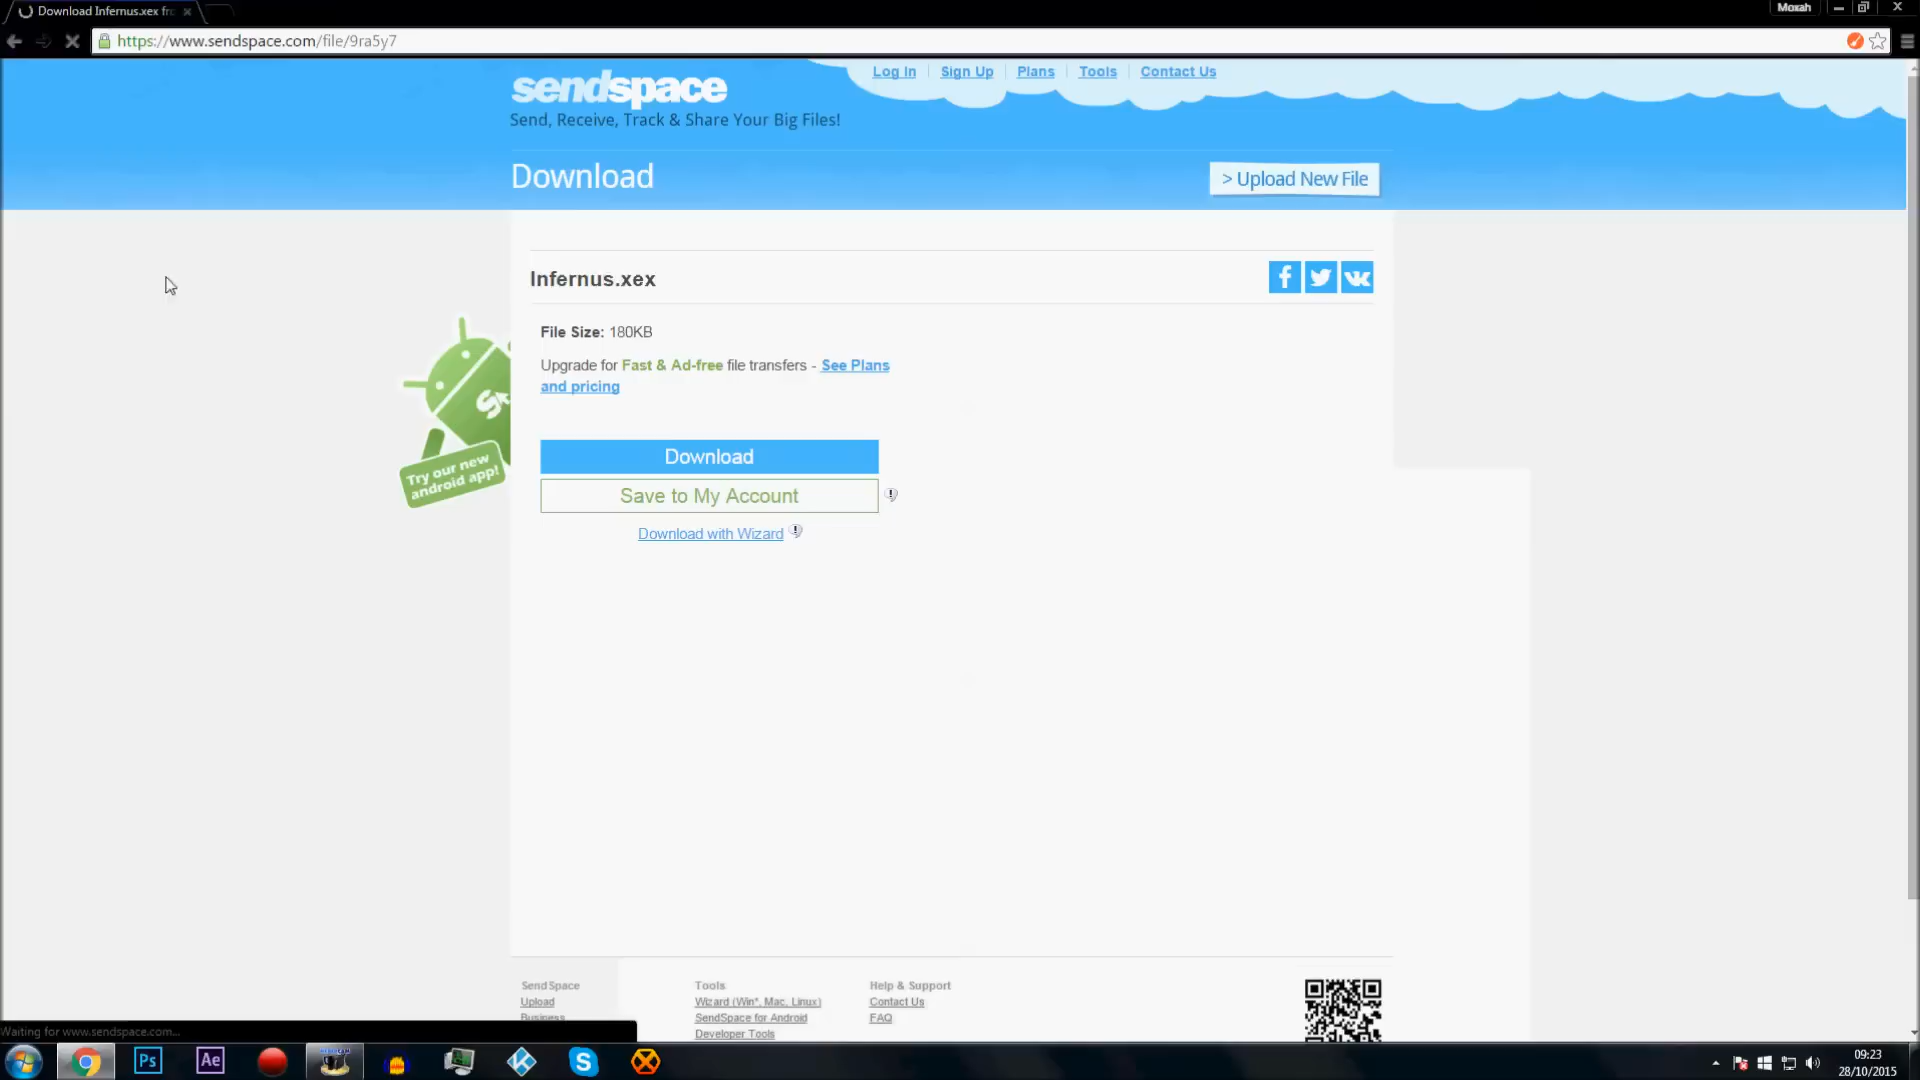 Download Infernus.xex fr
Moxah
https://www.sendspace.com/file/9ra5y7
Log In
Sign Up
Plans
Tools
Contact Us
sendspace
Send, Receive, Track & Share Your Big Files!
Download
> Upload New File
Infernus.xex
File Size: 180KB
Upgrade for Fast & Ad-free file transfers - See Plans
and pricing
Try our new
android app!
Download
Save to My Account
Download with Wizard
SendSpace
Tools
Help & Support
Upload
Wizard (Win*, Mac, Linux)
Contact Us
Business
SendSpace for Android
FAQ
Developer Tools
Waiting for www.sendspace.com...
Ps
Ae
09:23
28/10/2015